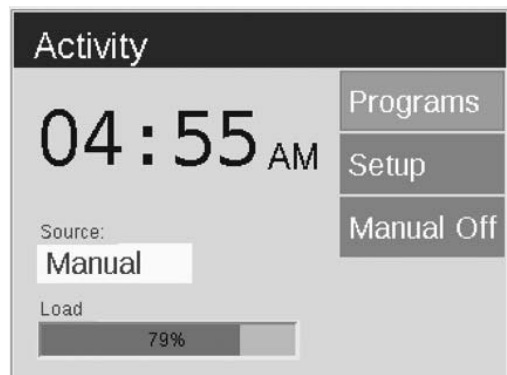 Activity
04:55 AM
Programs
Setup
Manual Off
Source:
Manual
Load
79%